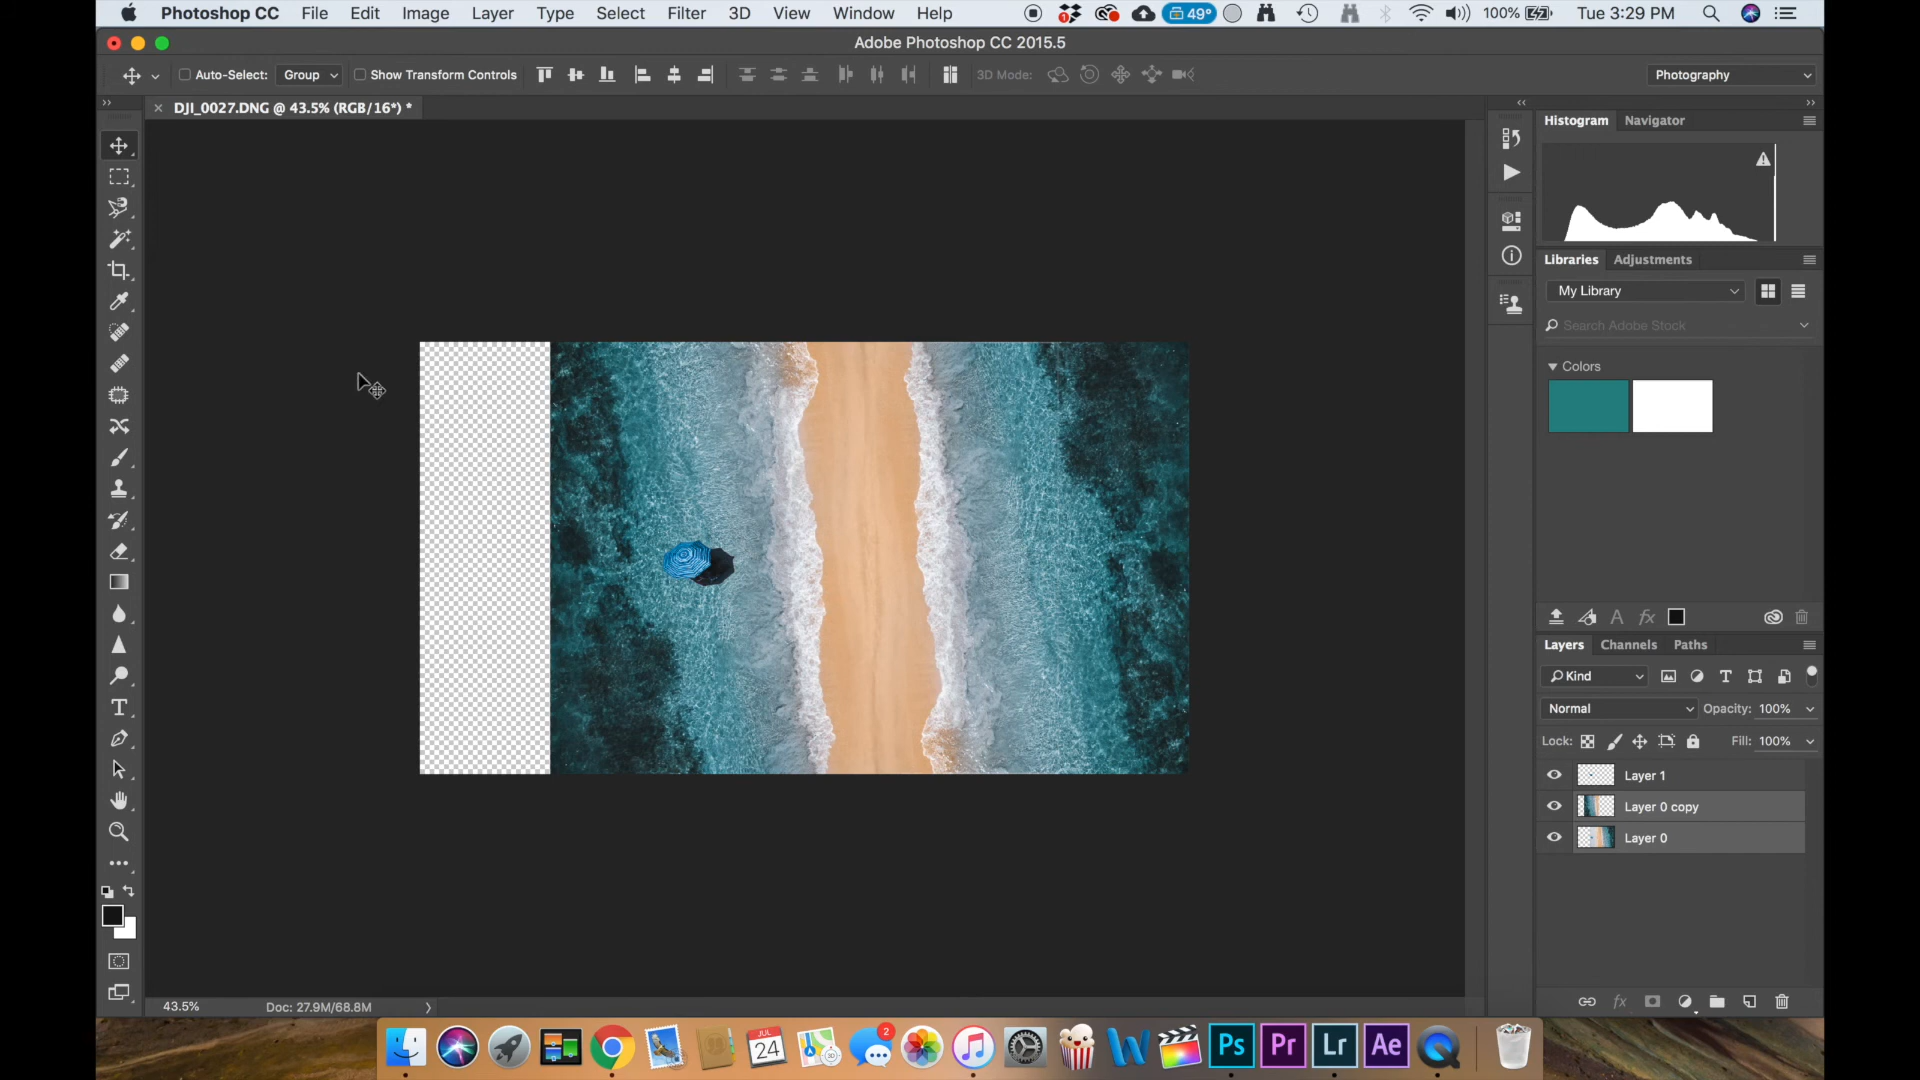 Photoshop CC File Edit Image Layer Type Select Filter 3D View Window Help 1 49° 100% Tue 3:29 PM
Adobe Photoshop CC 2015.5
Auto-Select: Group Show Transform Controls 3D Mode: Photography
DJI_0027.DNG @ 43.5% (RGB/16*) *
Histogram Navigator
Libraries Adjustments
My Library
Search Adobe Stock
Colors
Layers Channels Paths
Kind
Normal Opacity: 100%
Lock: Fill: 100%
Layer 1
Layer 0 copy
Layer 0
43.5% Doc: 27.9M/68.8M
JUL
24
3D
2
Ps Pr Lr Ae